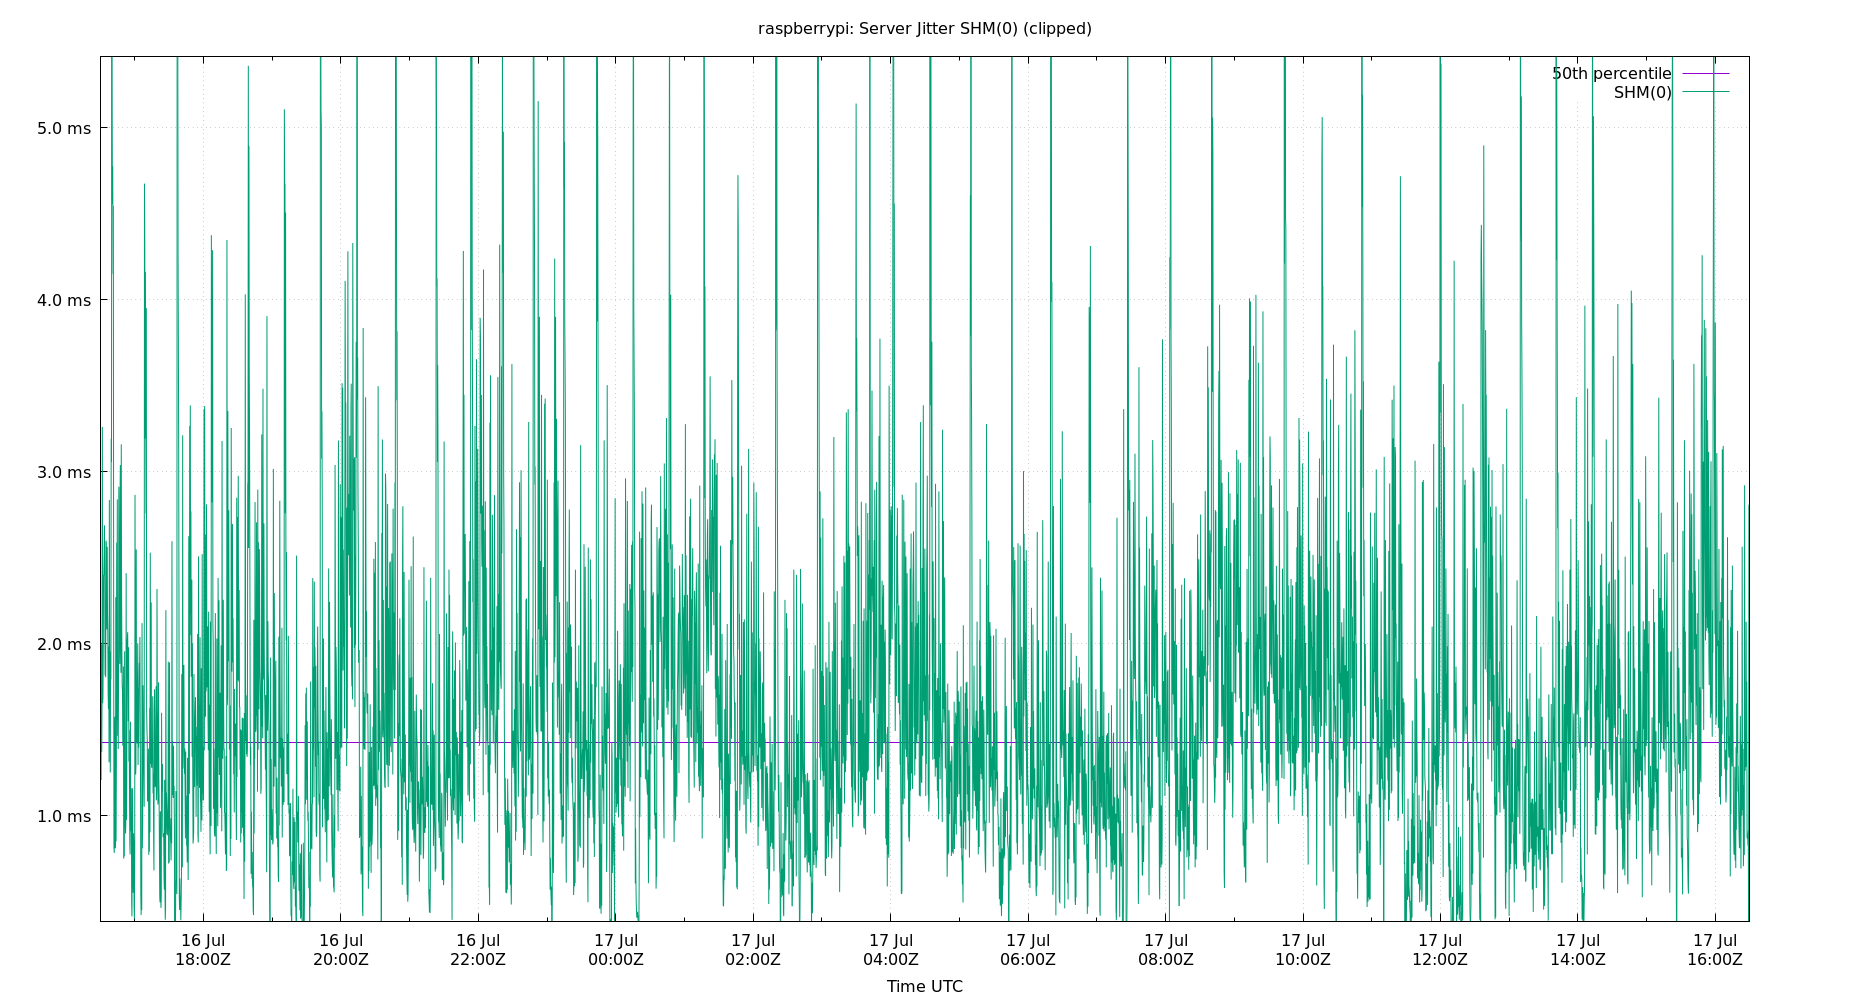 raspberrypi: Server Jitter SHM(0) (clipped)
50th percentile
SHM(0)
5.0 ms
4.0 ms
3.0 ms
2.0 ms
1.0 ms
16 Jul 16 Jul 16 Jul 17 Jul 17 Jul 17 Jul 17 Jul 17 Jul 17 Jul 17 Jul 17 Jul 17 Jul
18:00Z 20:00Z 22:00Z 00:00Z 02:00Z 04:00Z 06:00Z 08:00Z 10:00Z 12:00Z 14:00Z 16:00Z
Time UTC